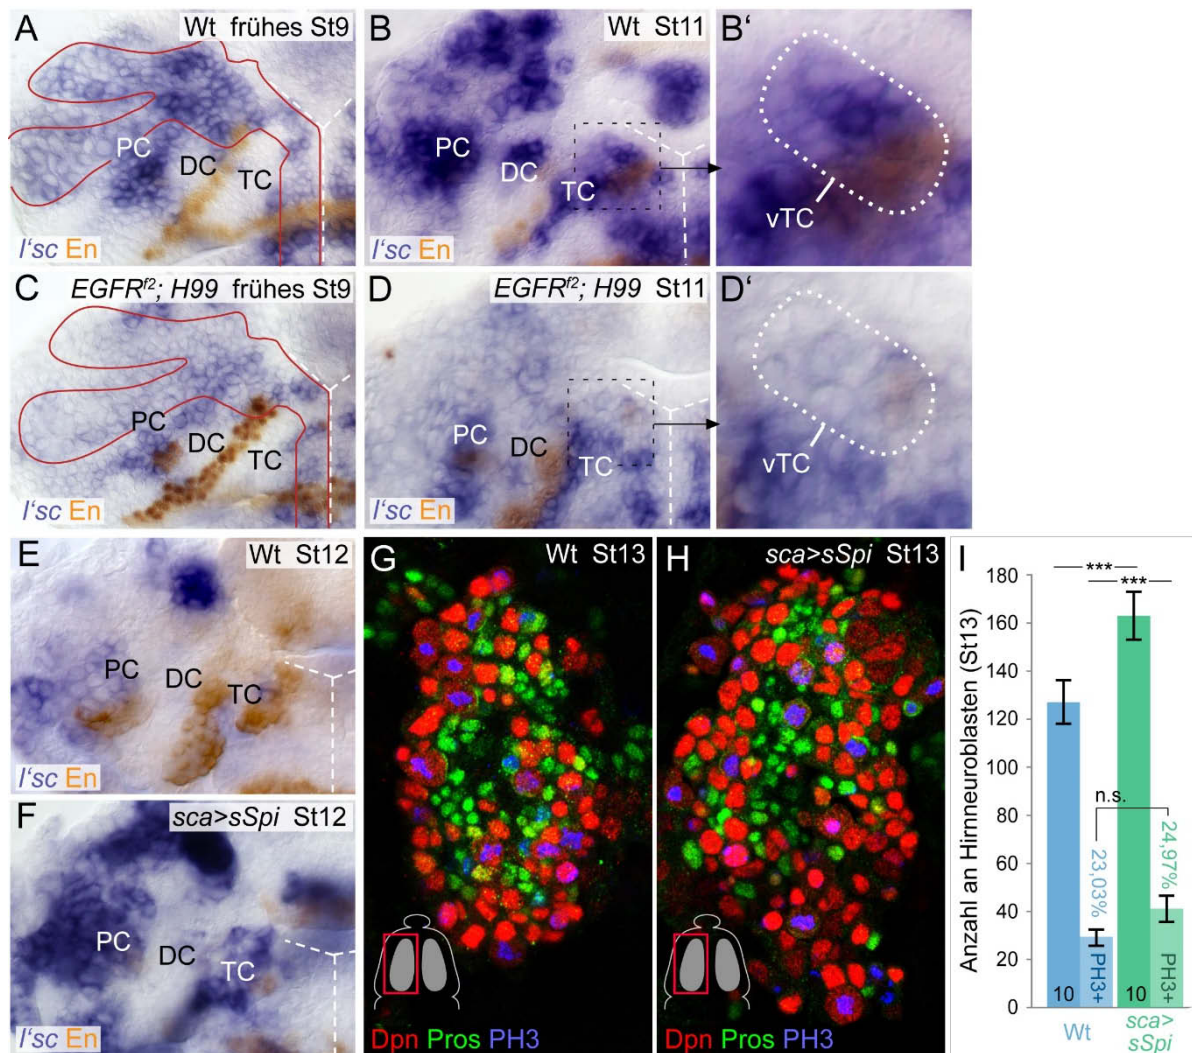 A
Wt frühes St9
PC
DC
TC
l'sc En
B
Wt St11
PC
DC
TC
l'sc En
B'
vTC
C
EGFRᶠ²; H99 frühes St9
PC
DC
TC
l'sc En
D
EGFRᶠ²; H99 St11
PC
DC
TC
l'sc En
D'
vTC
E
Wt St12
PC
DC
TC
l'sc En
F
sca>sSpi St12
PC
DC
TC
l'sc En
G
Wt St13
Dpn Pros PH3
H
sca>sSpi St13
Dpn Pros PH3
I
Anzahl an Hirnneuroblasten (St13)
180
160
140
120
100
80
60
40
20
0
***
***
n.s.
23,03%
24,97%
10
PH3+
10
PH3+
Wt
sca>
sSpi